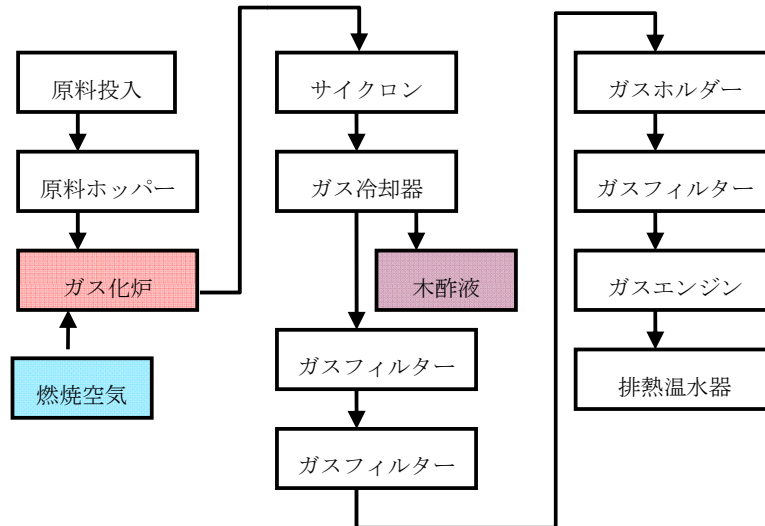 原料投入
原料ホッパー
ガス化炉
燃焼空気
サイクロン
ガス冷却器
木酢液
ガスフィルター
ガスフィルター
ガスホルダー
ガスフィルター
ガスエンジン
排熱温水器